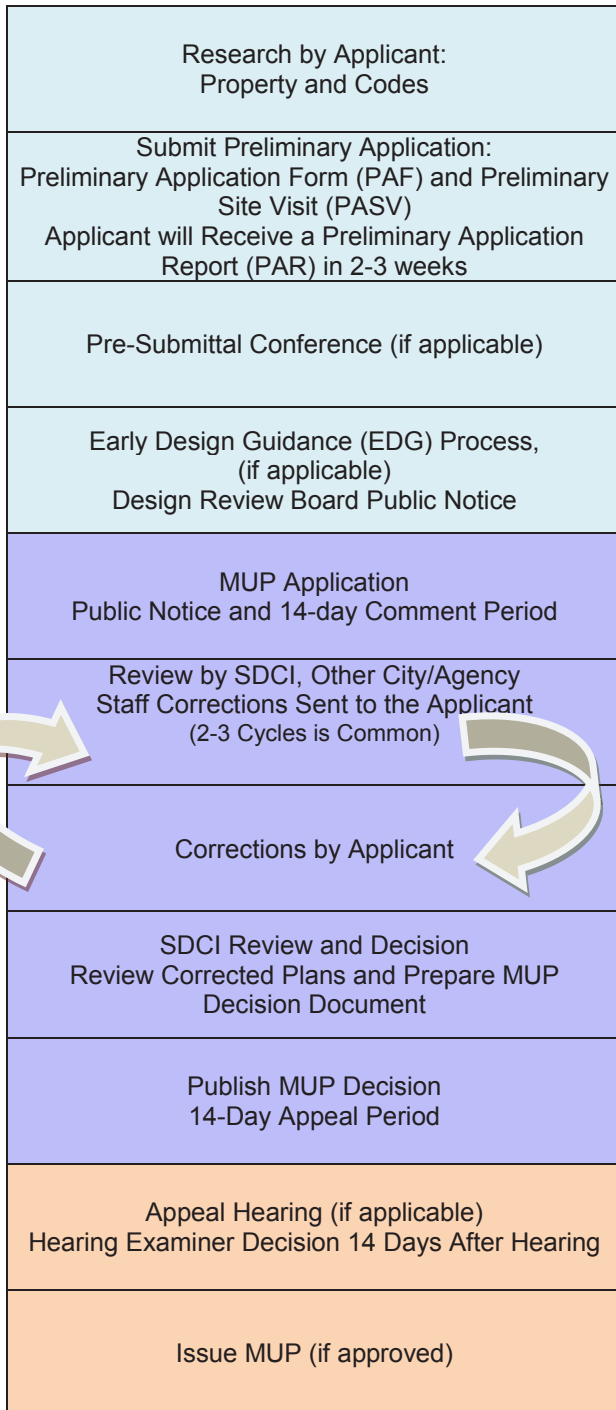 Research by Applicant:
Property and Codes
Submit Preliminary Application:
Preliminary Application Form (PAF) and Preliminary
Site Visit (PASV)
Applicant will Receive a Preliminary Application
Report (PAR) in 2-3 weeks
Pre-Submittal Conference (if applicable)
Early Design Guidance (EDG) Process,
(if applicable)
Design Review Board Public Notice
MUP Application
Public Notice and 14-day Comment Period
Review by SDCI, Other City/Agency
Staff Corrections Sent to the Applicant
(2-3 Cycles is Common)
Corrections by Applicant
SDCI Review and Decision
Review Corrected Plans and Prepare MUP
Decision Document
Publish MUP Decision
14-Day Appeal Period
Appeal Hearing (if applicable)
Hearing Examiner Decision 14 Days After Hearing
Issue MUP (if approved)